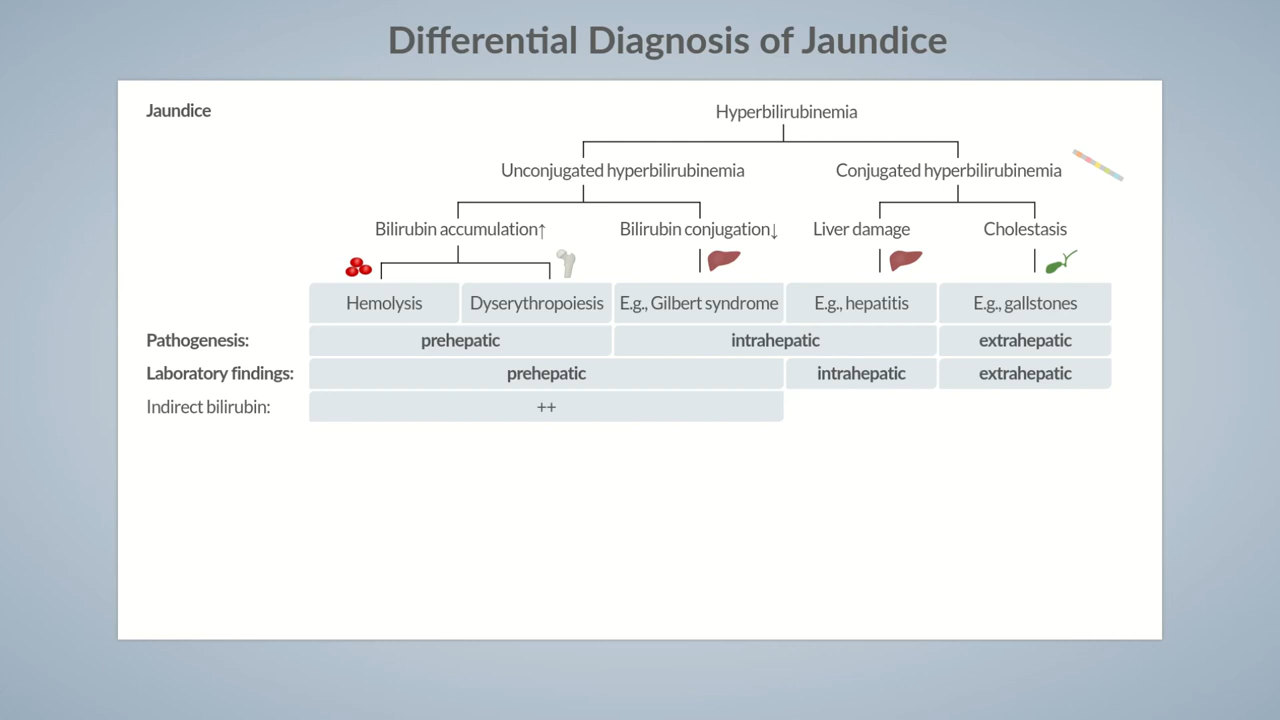 Differential Diagnosis of Jaundice
Jaundice
Hyperbilirubinemia
Unconjugated hyperbilirubinemia
Conjugated hyperbilirubinemia
Bilirubin accumulation↑
Bilirubin conjugation↓
Liver damage
Cholestasis
Hemolysis
Dyserythropoiesis
E.g., Gilbert syndrome
E.g., hepatitis
E.g., gallstones
Pathogenesis:
prehepatic
intrahepatic
extrahepatic
Laboratory findings:
prehepatic
intrahepatic
extrahepatic
Indirect bilirubin:
++